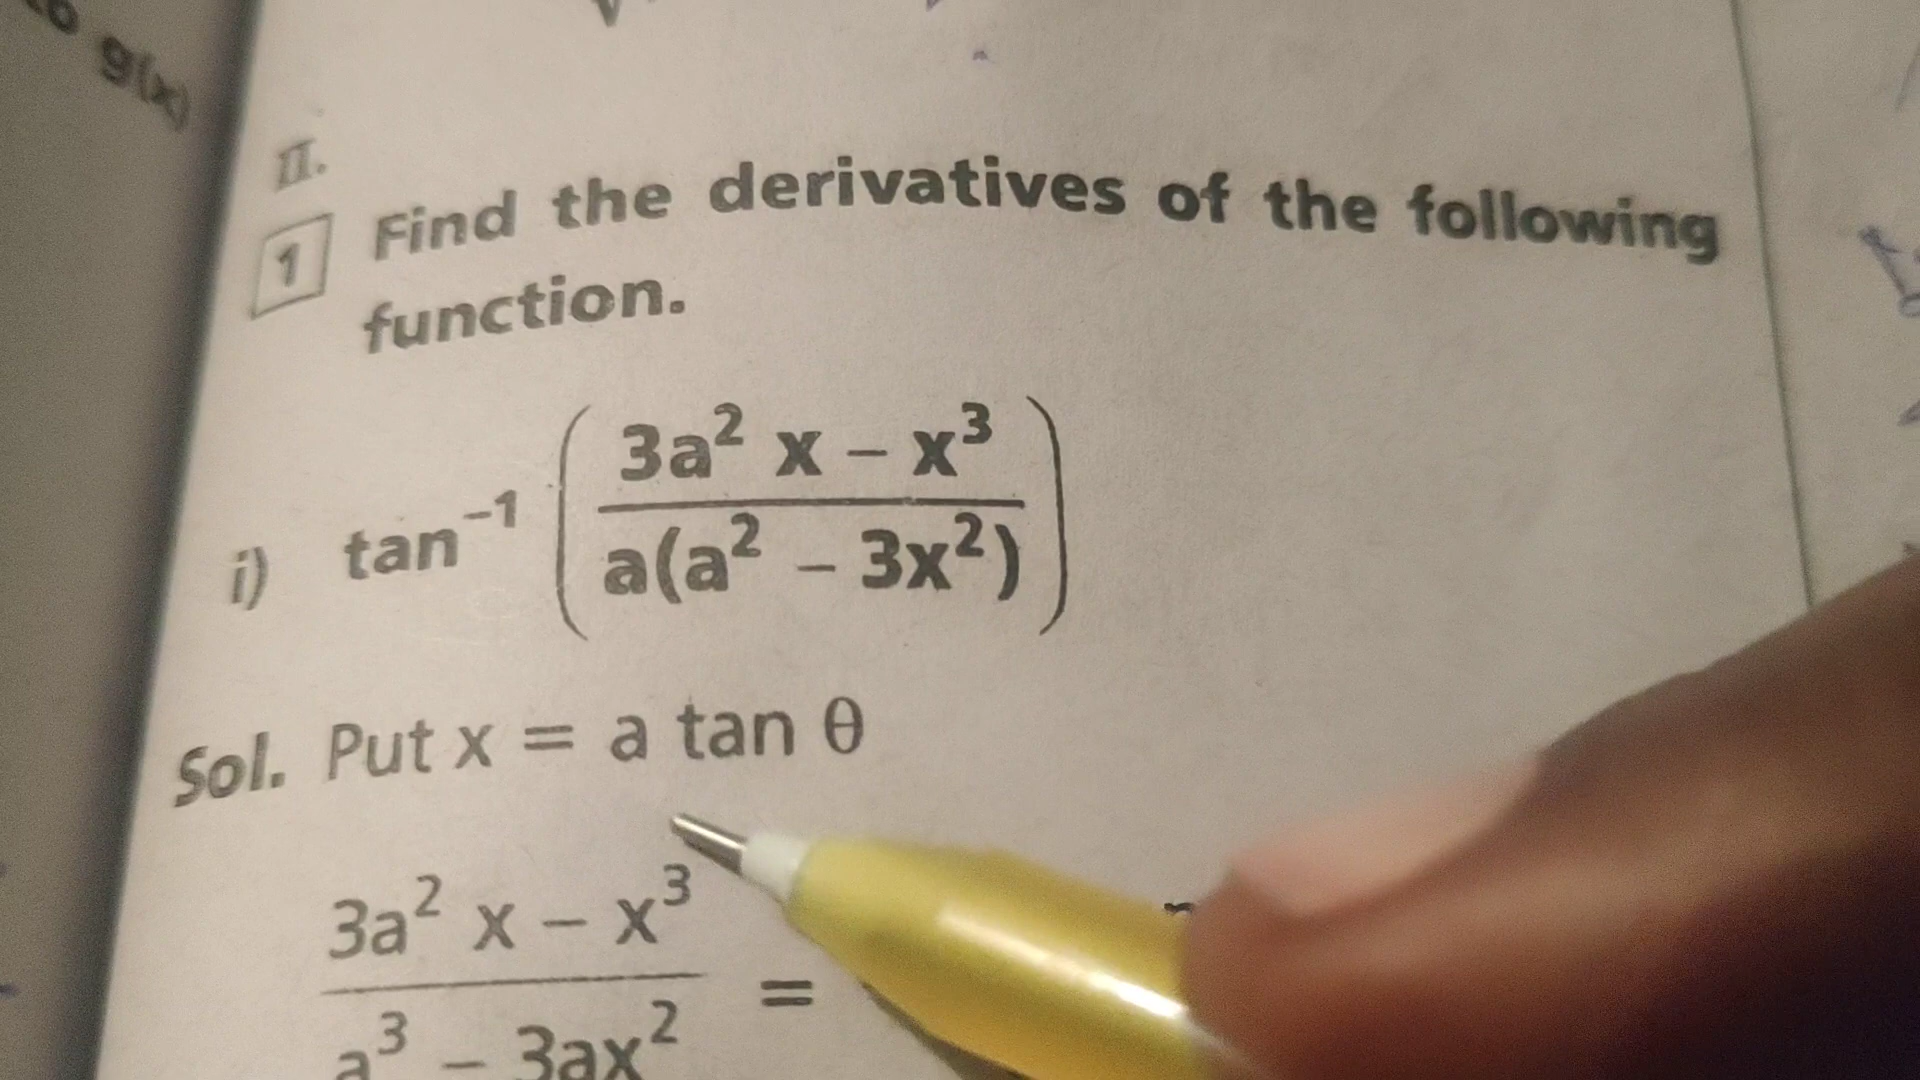 g(x)
II.
1 Find the derivatives of the following
function.
i) tan⁻¹ ( (3a² x – x³) / (a(a² – 3x²)) )
Sol. Put x = a tan θ
(3a² x – x³) / (a³ – 3ax²) =